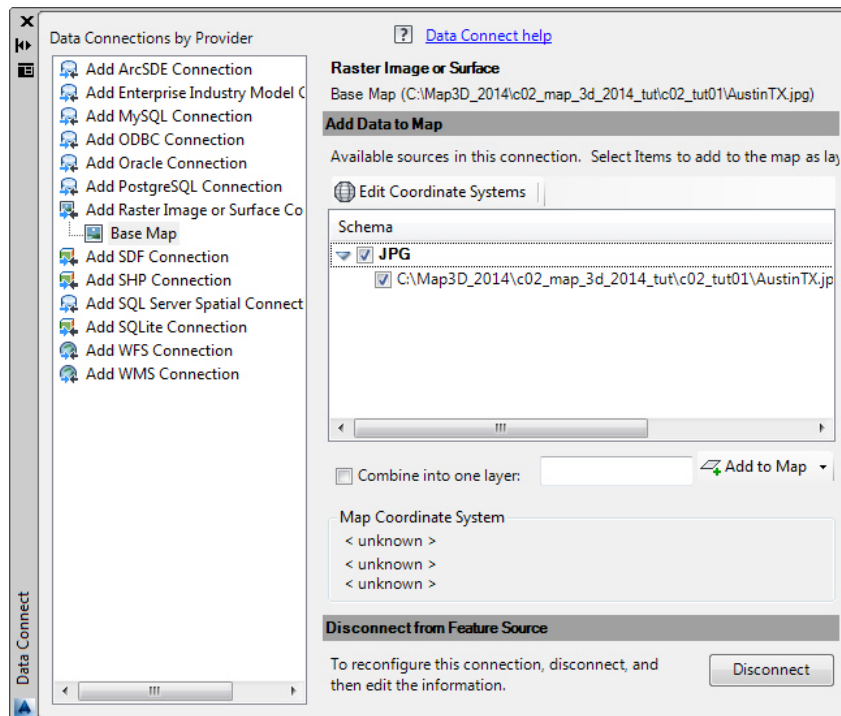 Data Connections by Provider
Add ArcSDE Connection
Add Enterprise Industry Model C
Add MySQL Connection
Add ODBC Connection
Add Oracle Connection
Add PostgreSQL Connection
Add Raster Image or Surface Co
Base Map
Add SDF Connection
Add SHP Connection
Add SQL Server Spatial Connect
Add SQLite Connection
Add WFS Connection
Add WMS Connection
? Data Connect help
Raster Image or Surface
Base Map (C:\Map3D_2014\c02_map_3d_2014_tut\c02_tut01\AustinTX.jpg)
Add Data to Map
Available sources in this connection. Select Items to add to the map as lay
Edit Coordinate Systems
Schema
JPG
C:\Map3D_2014\c02_map_3d_2014_tut\c02_tut01\AustinTX.jp
Combine into one layer:
Add to Map
Map Coordinate System
< unknown >
< unknown >
< unknown >
Disconnect from Feature Source
To reconfigure this connection, disconnect, and
then edit the information.
Disconnect
Data Connect